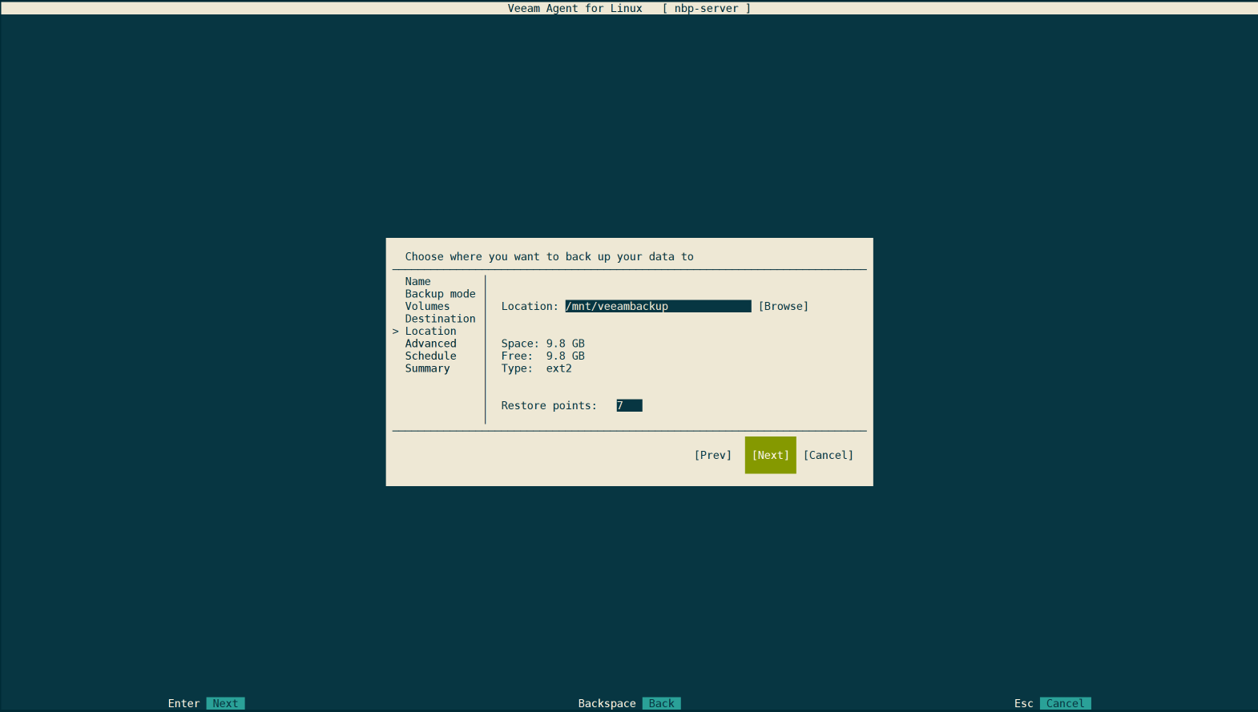 Veeam Agent for Linux [ nbp-server ]
Choose where you want to back up your data to
Name
Backup mode
Volumes
Destination
> Location
Advanced
Schedule
Summary
Location: /mnt/veeambackup [Browse]
Space: 9.8 GB
Free: 9.8 GB
Type: ext2
Restore points: 7
[Prev] [Next] [Cancel]
Enter Next Backspace Back Esc Cancel